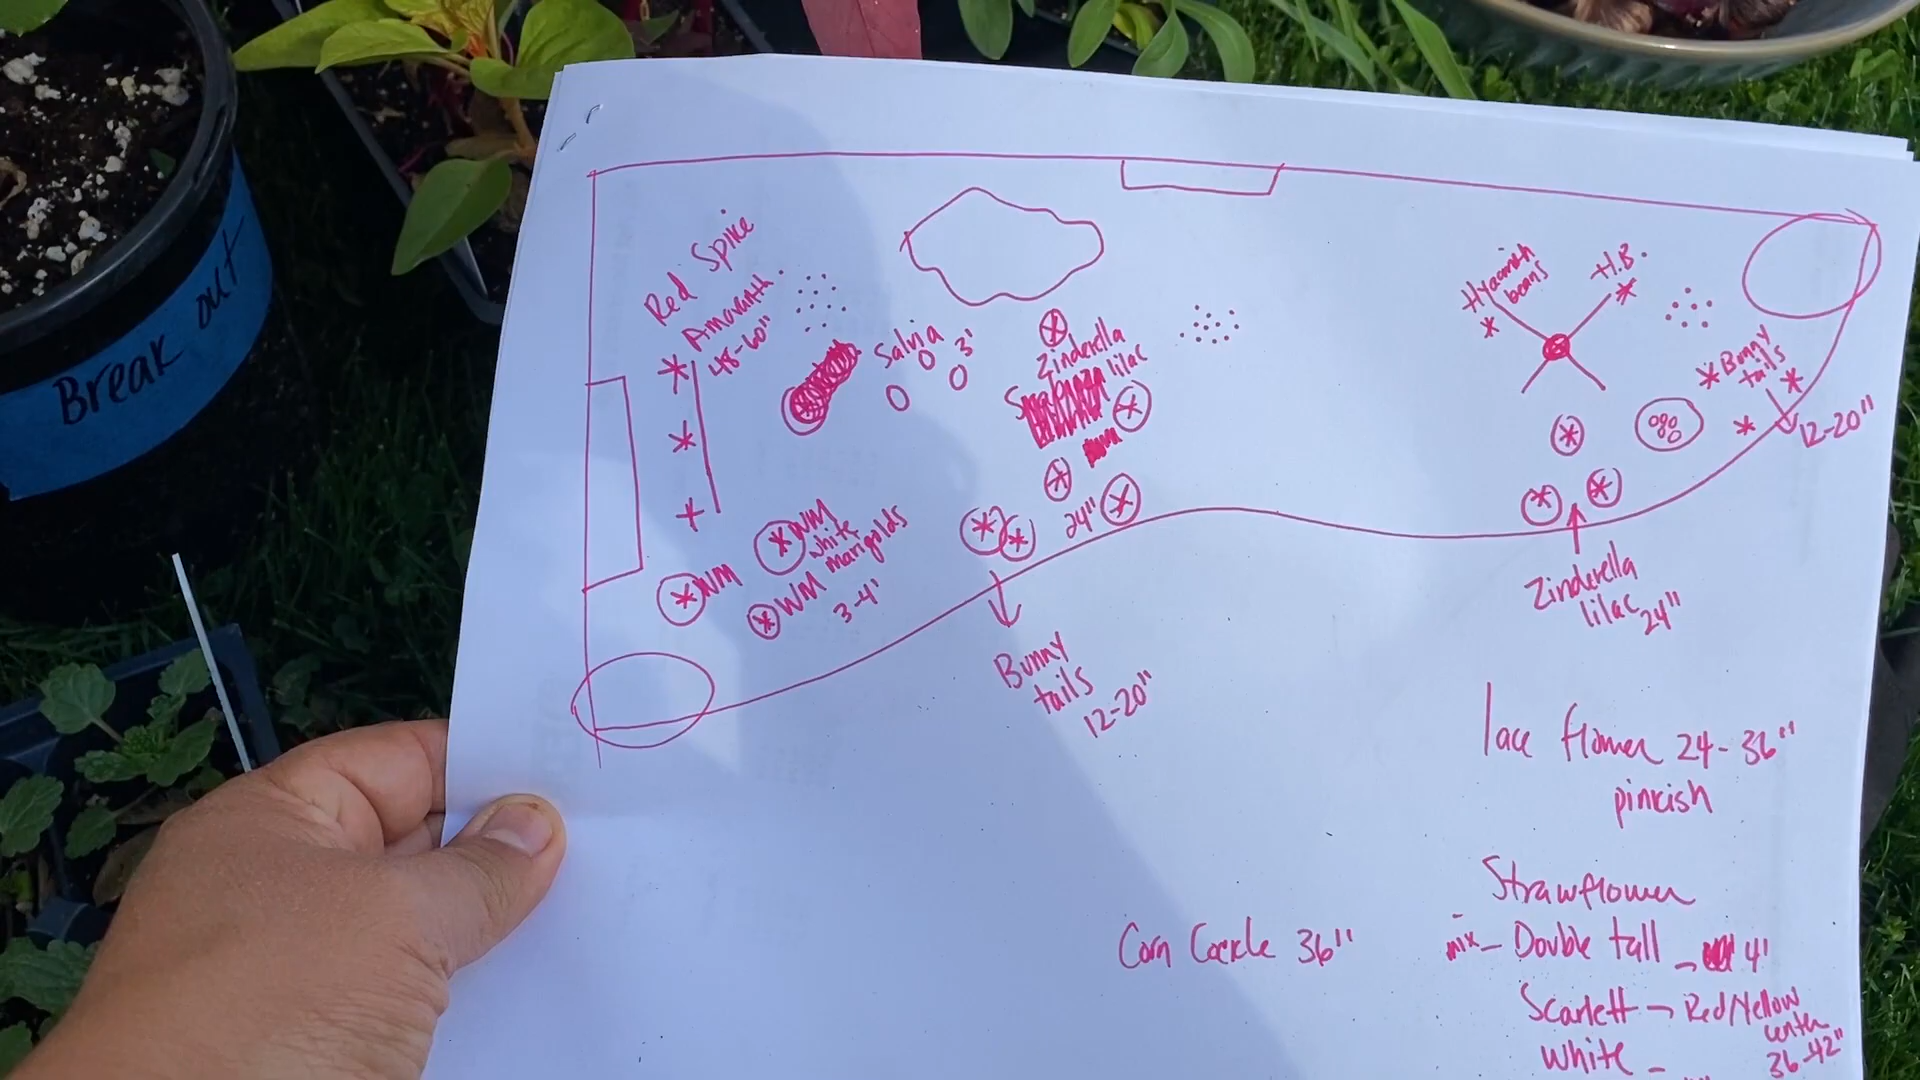 Break out
Red Spike
Amaranth
48-60"
Salvia
3'
Zinderella
lilac
24"
WM
white
marigolds
WM
WM
3-4'
Bunny
tails
12-20"
Hyacinth
beans
H.B.
Bunny
tails
12-20"
Zinderella
lilac
24"
lace flower 24-36"
pinkish
Strawflower
mix - Double tall - 4'
Scarlett → Red/Yellow
center
36-42"
White -
Corn Cockle 36"